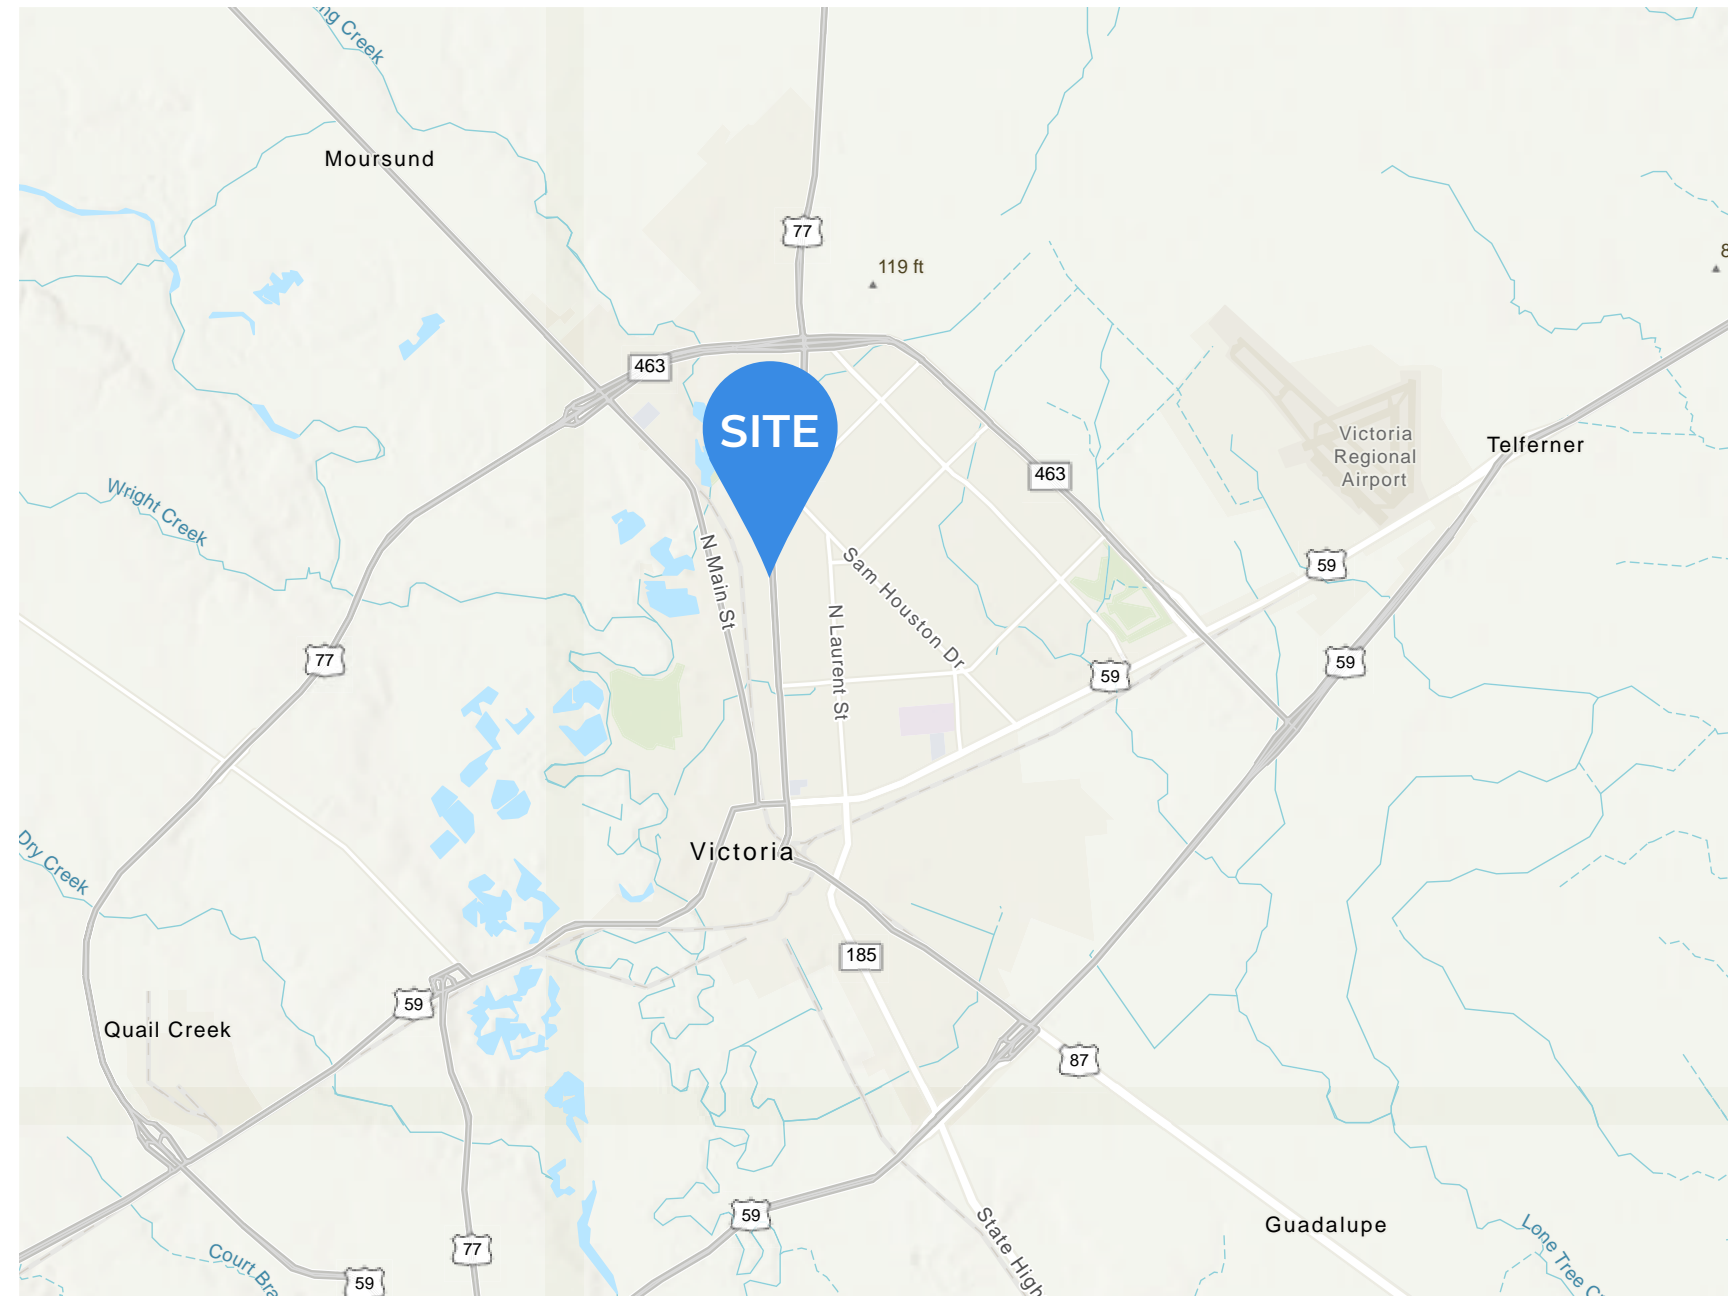 ng Creek
Moursund
77
119 ft
8
463
SITE
Victoria
Regional
Airport
Telferner
463
Wright Creek
N Main St
Sam Houston Dr
59
N Laurent St
77
59
59
Victoria
Dry Creek
185
59
Quail Creek
87
59
State High
Guadalupe
Lone Tree C
77
Court Bra
59